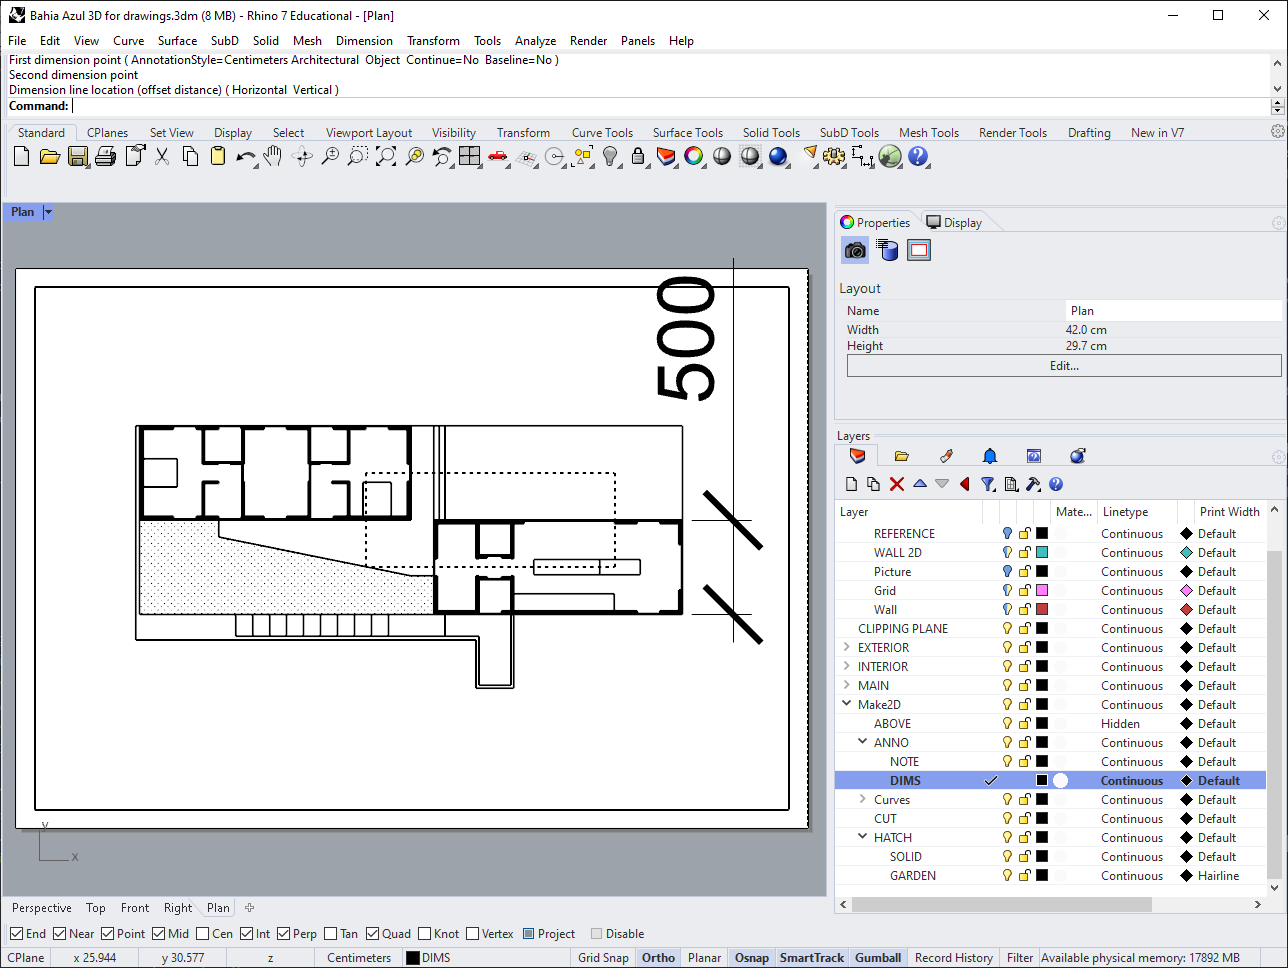 Bahia Azul 3D for drawings.3dm (8 MB) - Rhino 7 Educational - [Plan]
File Edit View Curve Surface SubD Solid Mesh Dimension Transform Tools Analyze Render Panels Help
First dimension point ( AnnotationStyle=Centimeters Architectural Object Continue=No Baseline=No )
Second dimension point
Dimension line location (offset distance) ( Horizontal Vertical )
Command:
Standard CPlanes Set View Display Select Viewport Layout Visibility Transform Curve Tools Surface Tools Solid Tools SubD Tools Mesh Tools Render Tools Drafting New in V7
Plan
500
y
x
Properties Display
Layout
Name Plan
Width 42.0 cm
Height 29.7 cm
Edit...
Layers
Layer Mate... Linetype Print Width
REFERENCE Continuous Default
WALL 2D Continuous Default
Picture Continuous Default
Grid Continuous Default
Wall Continuous Default
CLIPPING PLANE Continuous Default
EXTERIOR Continuous Default
INTERIOR Continuous Default
MAIN Continuous Default
Make2D Continuous Default
ABOVE Hidden Default
ANNO Continuous Default
NOTE Continuous Default
DIMS Continuous Default
Curves Continuous Default
CUT Continuous Default
HATCH Continuous Default
SOLID Continuous Default
GARDEN Continuous Hairline
Perspective Top Front Right Plan
End Near Point Mid Cen Int Perp Tan Quad Knot Vertex Project Disable
CPlane x 25.944 y 30.577 z Centimeters DIMS Grid Snap Ortho Planar Osnap SmartTrack Gumball Record History Filter Available physical memory: 17892 MB